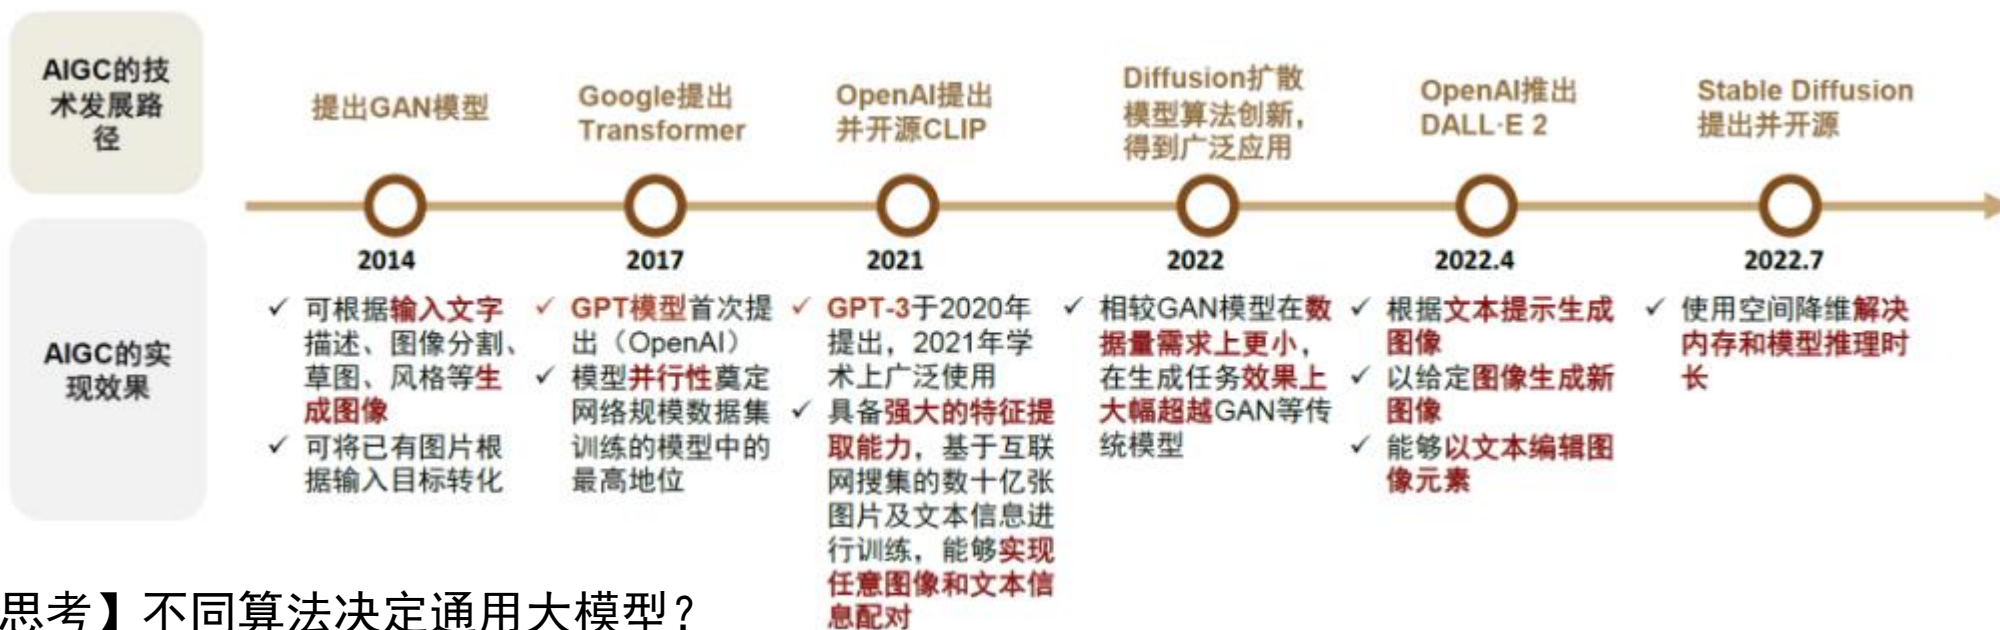 AIGC的技
术发展路
径
提出GAN模型
Google提出
Transformer
OpenAI提出
并开源CLIP
Diffusion扩散
模型算法创新，
得到广泛应用
OpenAI推出
DALL·E 2
Stable Diffusion
提出并开源
2014
2017
2021
2022
2022.4
2022.7
AIGC的实
现效果
✓ 可根据输入文字
描述、图像分割、
草图、风格等生
成图像
✓ 可将已有图片根
据输入目标转化
✓ GPT模型首次提
出（OpenAI）
✓ 模型并行性奠定
网络规模数据集
训练的模型中的
最高地位
✓ GPT-3于2020年
提出，2021年学
术上广泛使用
✓ 具备强大的特征提
取能力，基于互联
网搜集的数十亿张
图片及文本信息进
行训练，能够实现
任意图像和文本信
息配对
✓ 相较GAN模型在数
据量需求上更小，
在生成任务效果上
大幅超越GAN等传
统模型
✓ 根据文本提示生成
图像
✓ 以给定图像生成新
图像
✓ 能够以文本编辑图
像元素
✓ 使用空间降维解决
内存和模型推理时
长
思考】不同算法决定通用大模型？